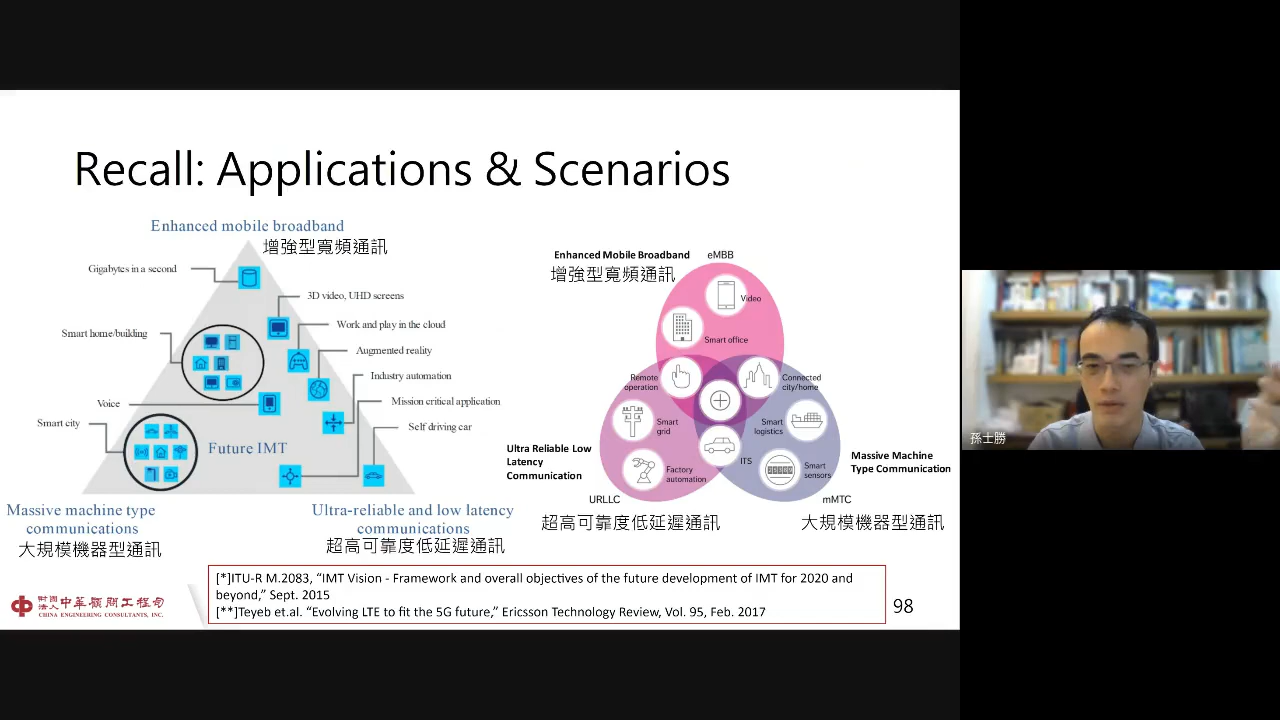 Recall: Applications & Scenarios
Enhanced mobile broadband
增強型寬頻通訊
Gigabytes in a second
3D video, UHD screens
Smart home/building
Work and play in the cloud
Augmented reality
Industry automation
Voice
Mission critical application
Smart city
Self driving car
Future IMT
Massive machine type
communications
大規模機器型通訊
Ultra-reliable and low latency
communications
超高可靠度低延遲通訊
Enhanced Mobile Broadband
eMBB
增強型寬頻通訊
Video
Smart office
Remote
operation
Connected
city/home
Smart
grid
Smart
logistics
ITS
Factory
automation
Smart
sensors
Ultra Reliable Low
Latency
Communication
URLLC
超高可靠度低延遲通訊
Massive Machine
Type Communication
mMTC
大規模機器型通訊
[*]ITU-R M.2083, “IMT Vision - Framework and overall objectives of the future development of IMT for 2020 and
beyond,” Sept. 2015
[**]Teyeb et.al. “Evolving LTE to fit the 5G future,” Ericsson Technology Review, Vol. 95, Feb. 2017
財團法人中華顧問工程司
CHINA ENGINEERING CONSULTANTS, INC.
98
孫士勝